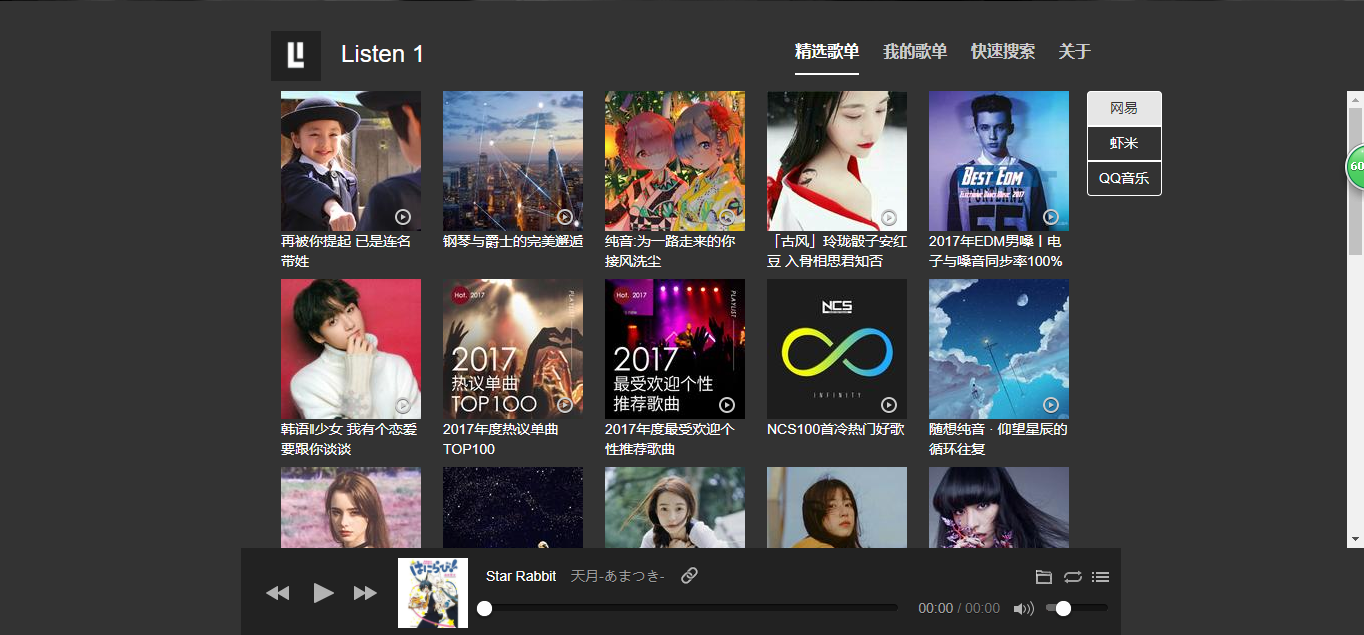 Listen 1
精选歌单 我的歌单 快速搜索 关于
网易
虾米
QQ音乐
60
BEST EDM
再被你提起 已是连名
带姓
钢琴与爵士的完美邂逅
纯音:为一路走来的你
接风洗尘
「古风」玲珑骰子安红
豆 入骨相思君知否
2017年EDM男嗓丨电
子与嗓音同步率100%
Hot. 2017
PLAYLIST
2017
热议单曲
TOP100
Hot. 2017
PLAYLIST
2017
最受欢迎个性
推荐歌曲
NCS
INFINITY
韩语‖少女 我有个恋爱
要跟你谈谈
2017年度热议单曲
TOP100
2017年度最受欢迎个
性推荐歌曲
NCS100首冷热门好歌
随想纯音 · 仰望星辰的
循环往复
はにらび!
Star Rabbit 天月-あまつき-
00:00 / 00:00